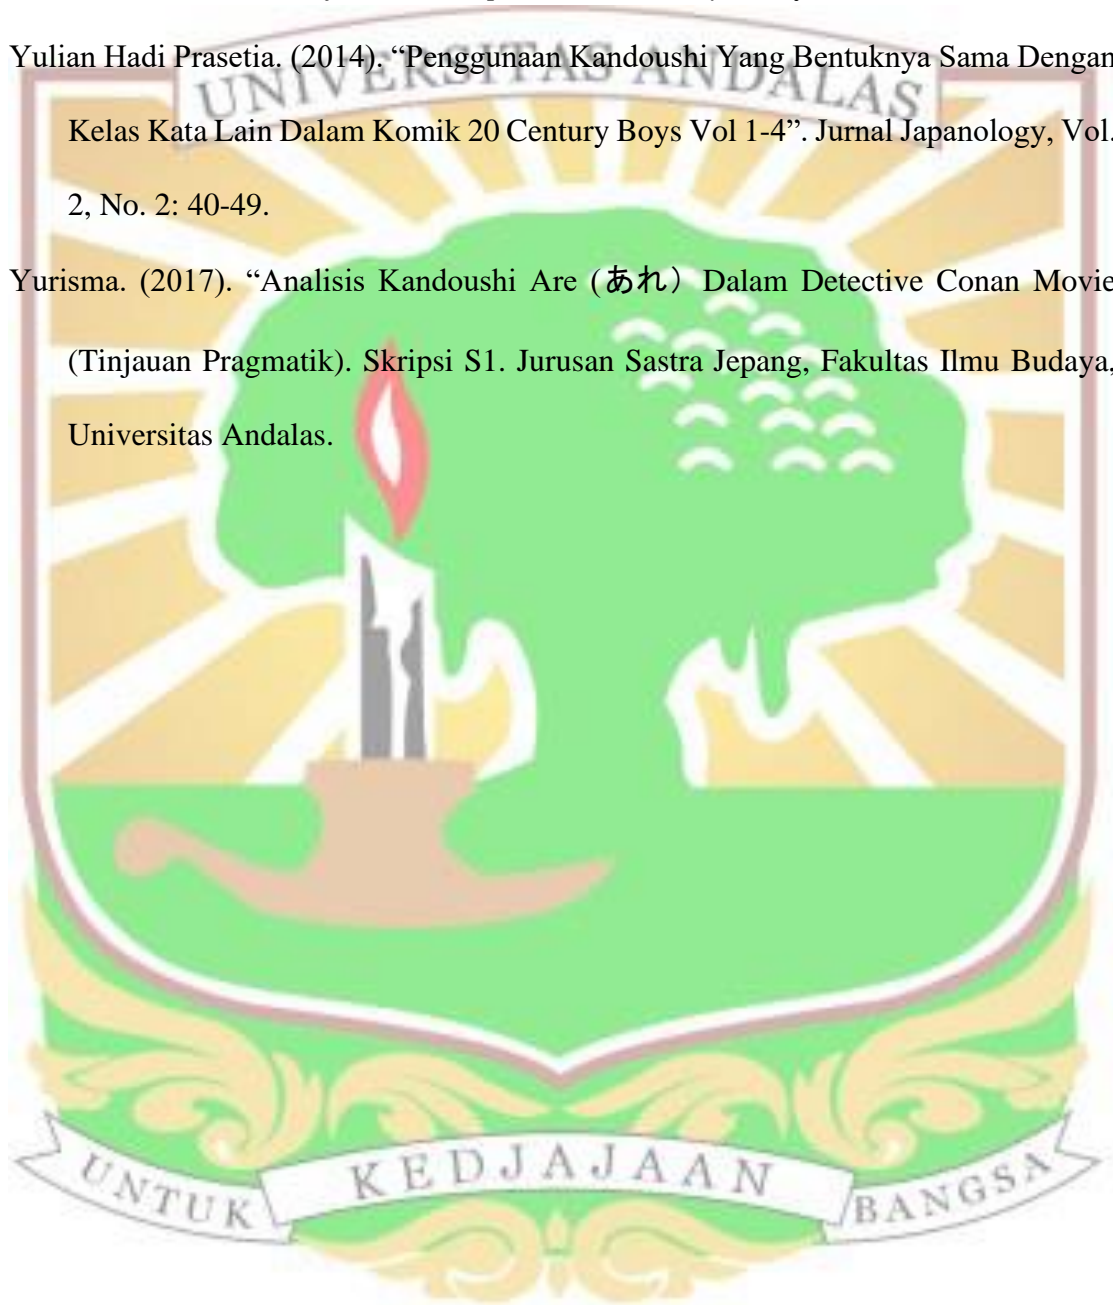 Yulian Hadi Prasetia. (2014). “Penggunaan Kandoushi Yang Bentuknya Sama Dengan
UNIVERSITAS ANDALAS
Kelas Kata Lain Dalam Komik 20 Century Boys Vol 1-4”. Jurnal Japanology, Vol.
2, No. 2: 40-49.
Yurisma. (2017). “Analisis Kandoushi Are (あれ） Dalam Detective Conan Movie
(Tinjauan Pragmatik). Skripsi S1. Jurusan Sastra Jepang, Fakultas Ilmu Budaya,
Universitas Andalas.
UNTUK KEDJAJAAN BANGSA